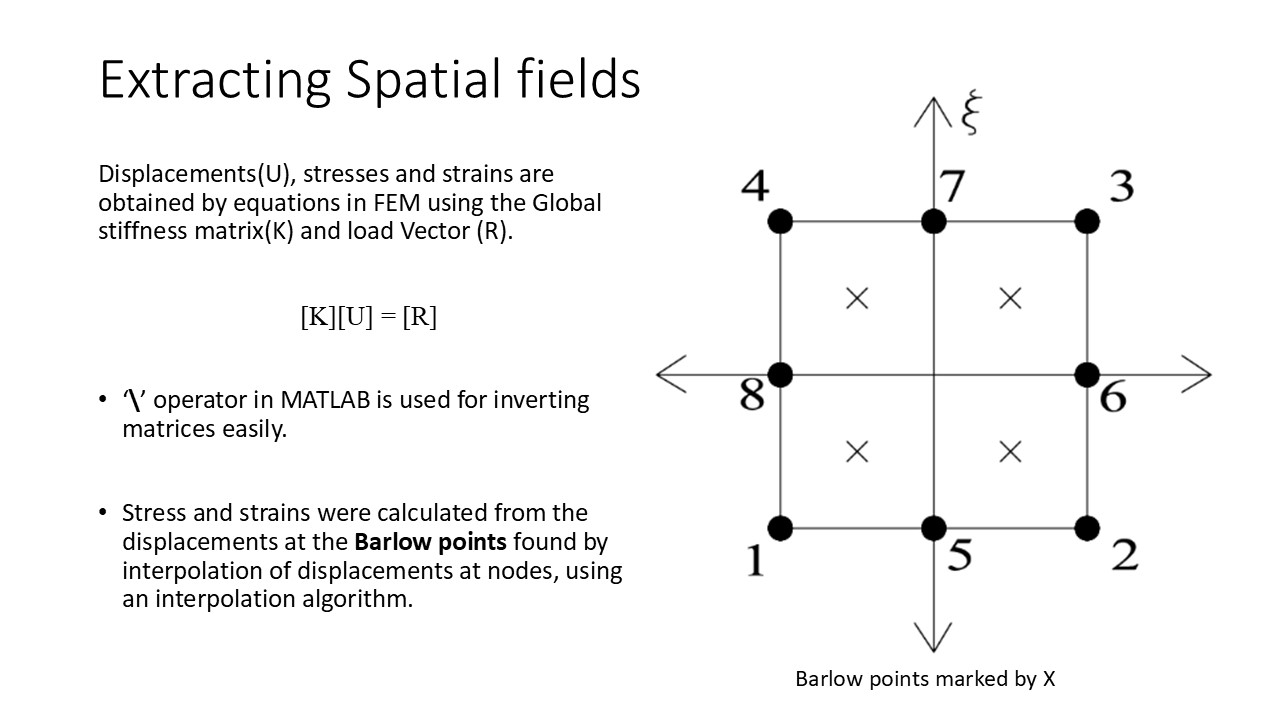 Extracting Spatial fields
Displacements(U), stresses and strains are
obtained by equations in FEM using the Global
stiffness matrix(K) and load Vector (R).
[K][U] = [R]
• ‘\’ operator in MATLAB is used for inverting
matrices easily.
• Stress and strains were calculated from the
displacements at the Barlow points found by
interpolation of displacements at nodes, using
an interpolation algorithm.
ξ
4 7 3
8 6
1 5 2
Barlow points marked by X